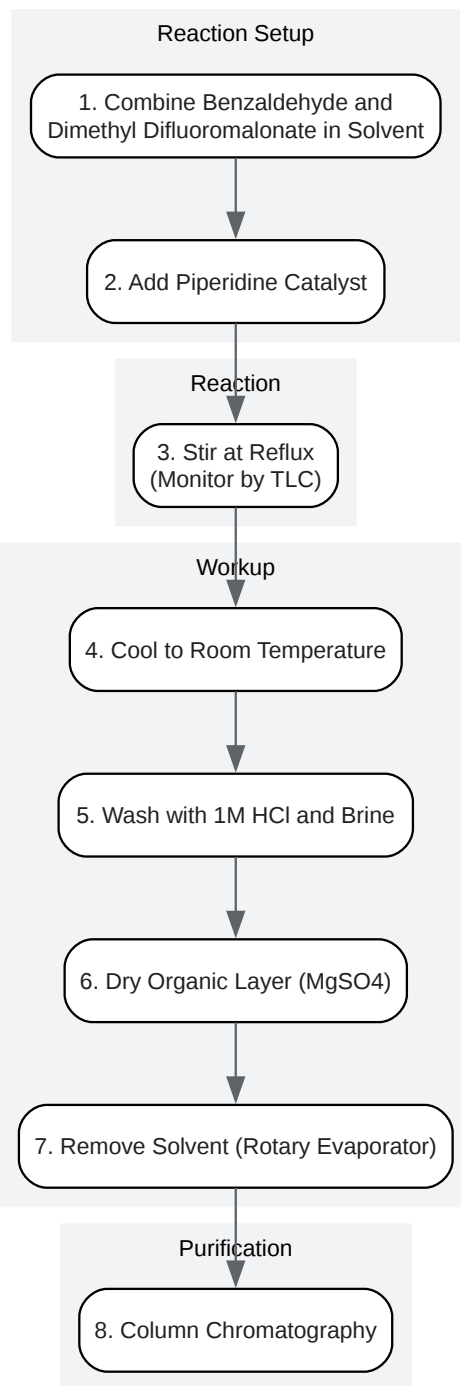 Reaction Setup
1. Combine Benzaldehyde and
Dimethyl Difluoromalonate in Solvent
2. Add Piperidine Catalyst
Reaction
3. Stir at Reflux
(Monitor by TLC)
Workup
4. Cool to Room Temperature
5. Wash with 1M HCl and Brine
6. Dry Organic Layer (MgSO4)
7. Remove Solvent (Rotary Evaporator)
Purification
8. Column Chromatography